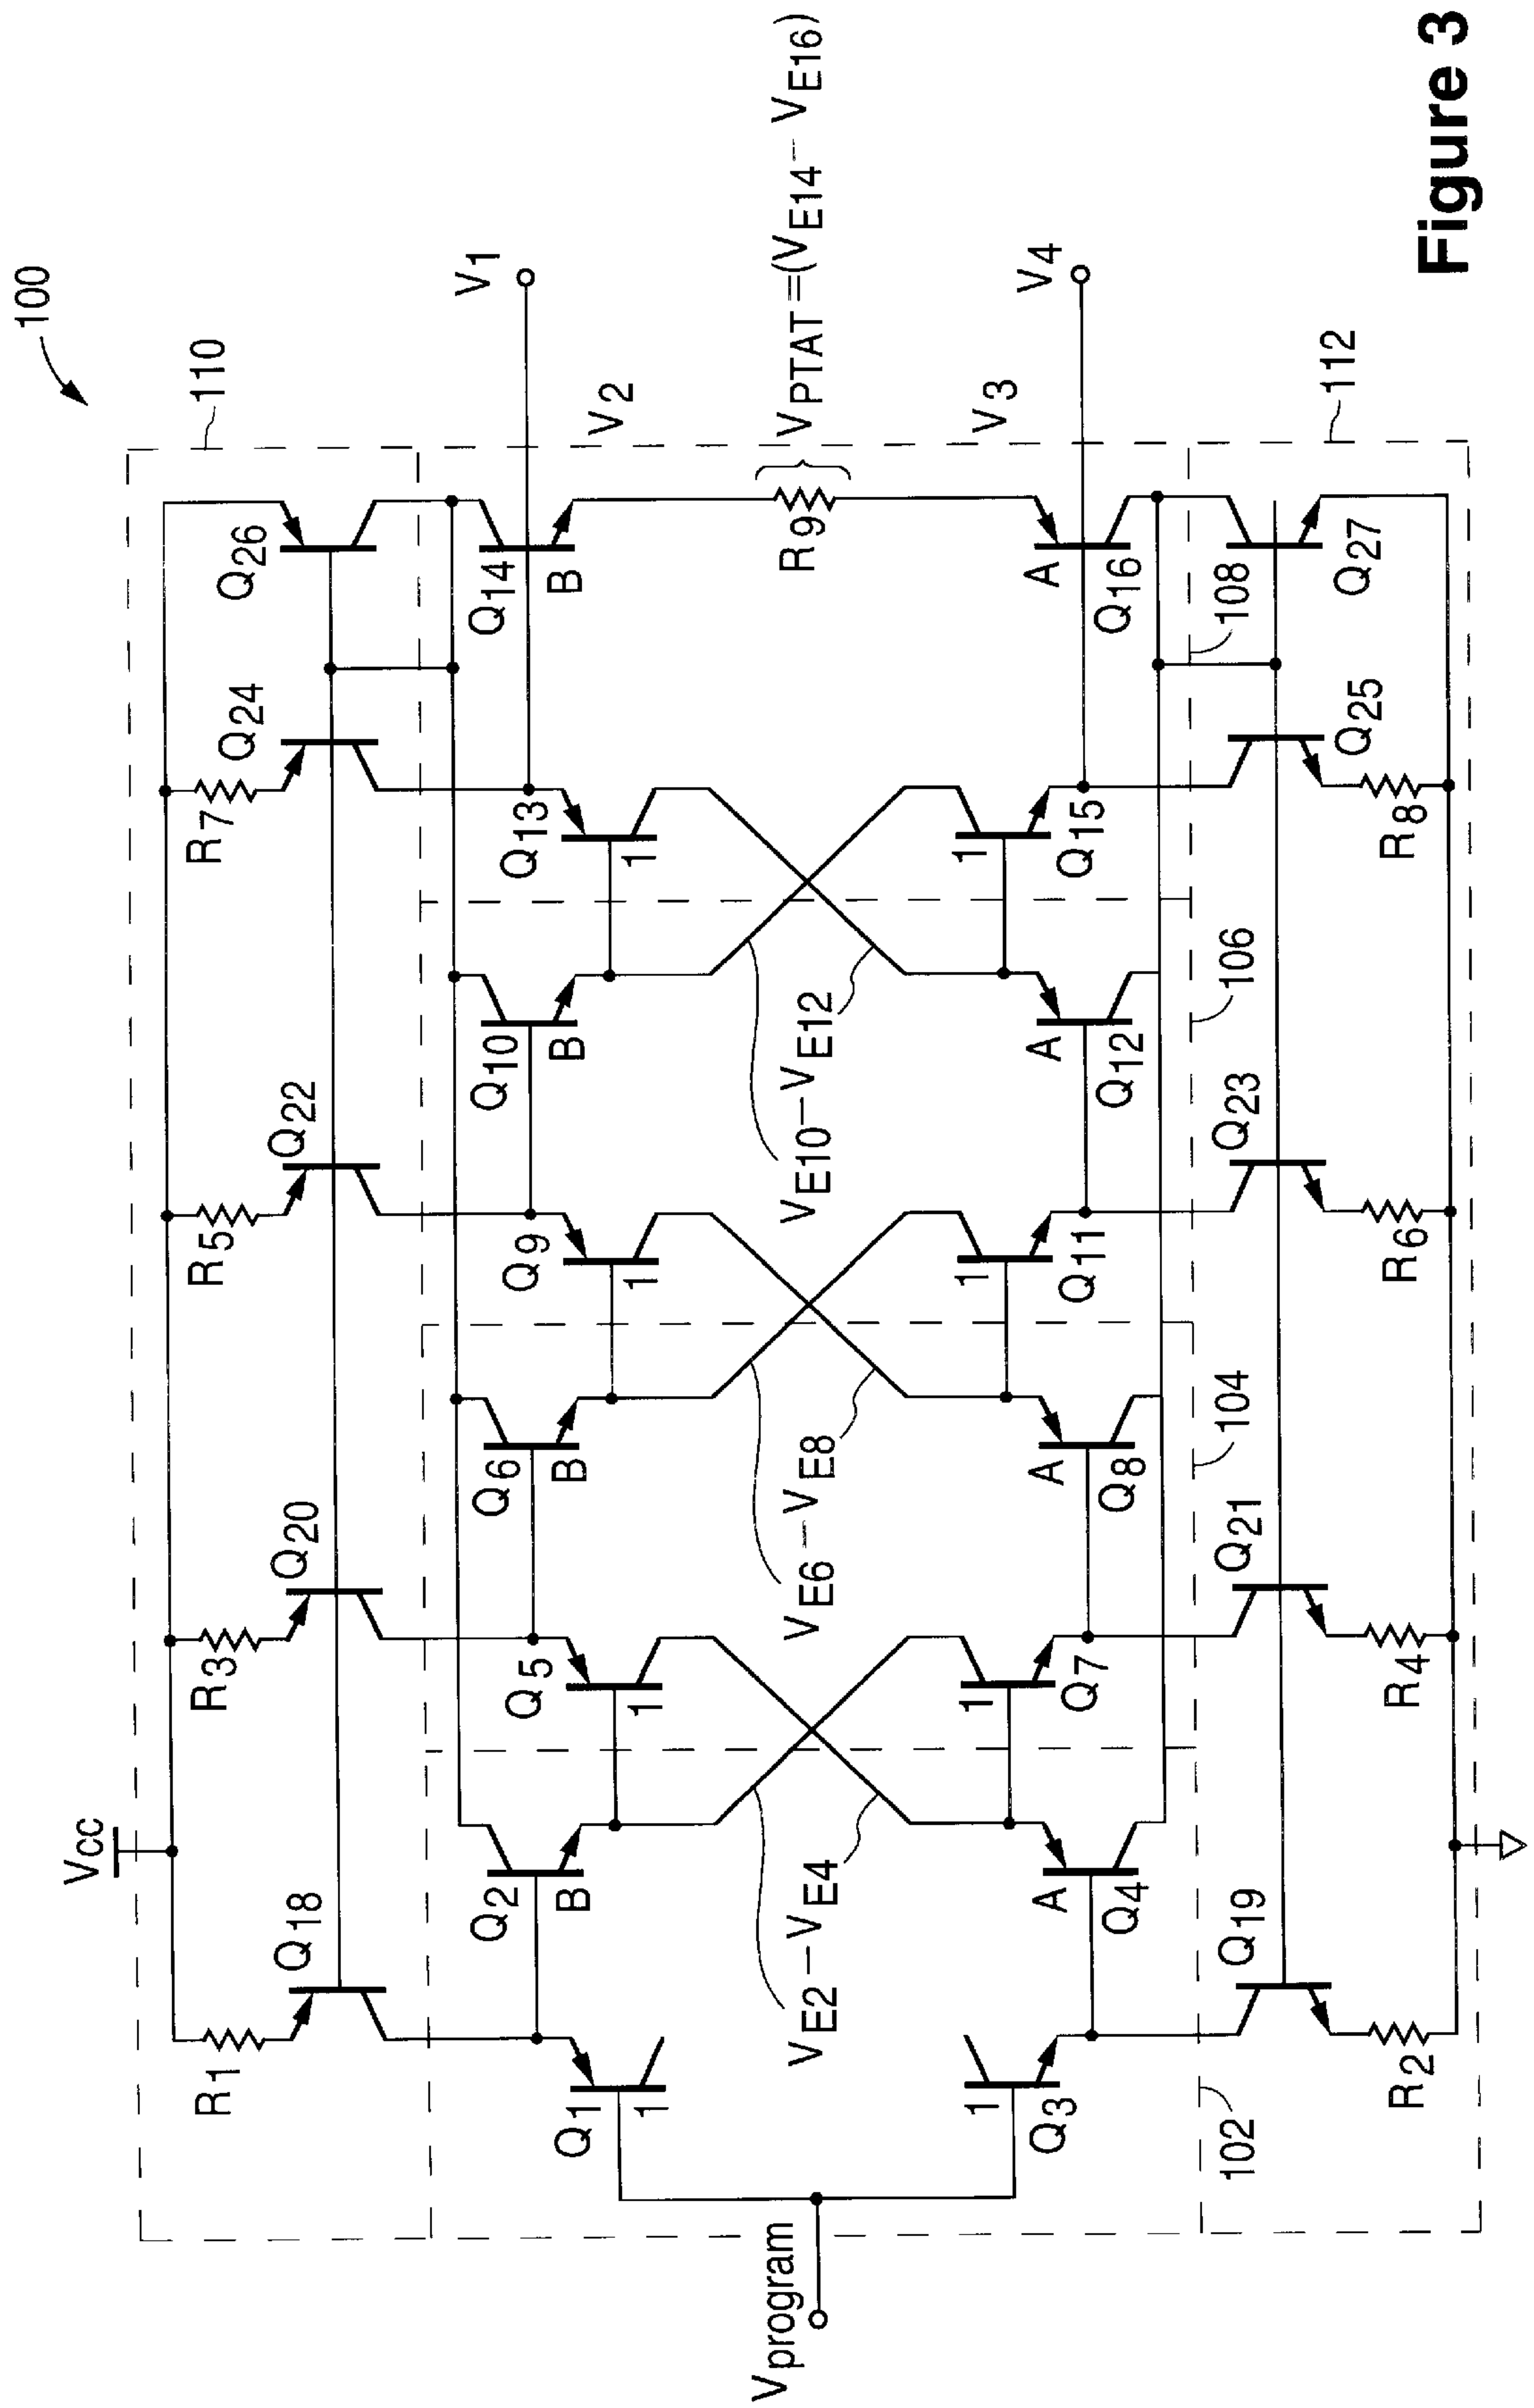 100
110
Vcc
R1
Q18
R3
Q20
R5
Q22
R7
Q24
Q26
Q2
B
Q6
B
Q10
B
Q14
B
V1
Q1
1
Q5
1
Q9
1
Q13
1
V2
Vprogram
VE2–VE4
VE6–VE8
VE10–VE12
R9
VPTAT=(VE14– VE16)
V3
1
Q3
1
Q7
1
Q11
1
Q15
A
Q4
A
Q8
A
Q12
A
Q16
V4
102
104
106
108
112
Q19
R2
Q21
R4
Q23
R6
Q25
R8
Q27
Figure 3